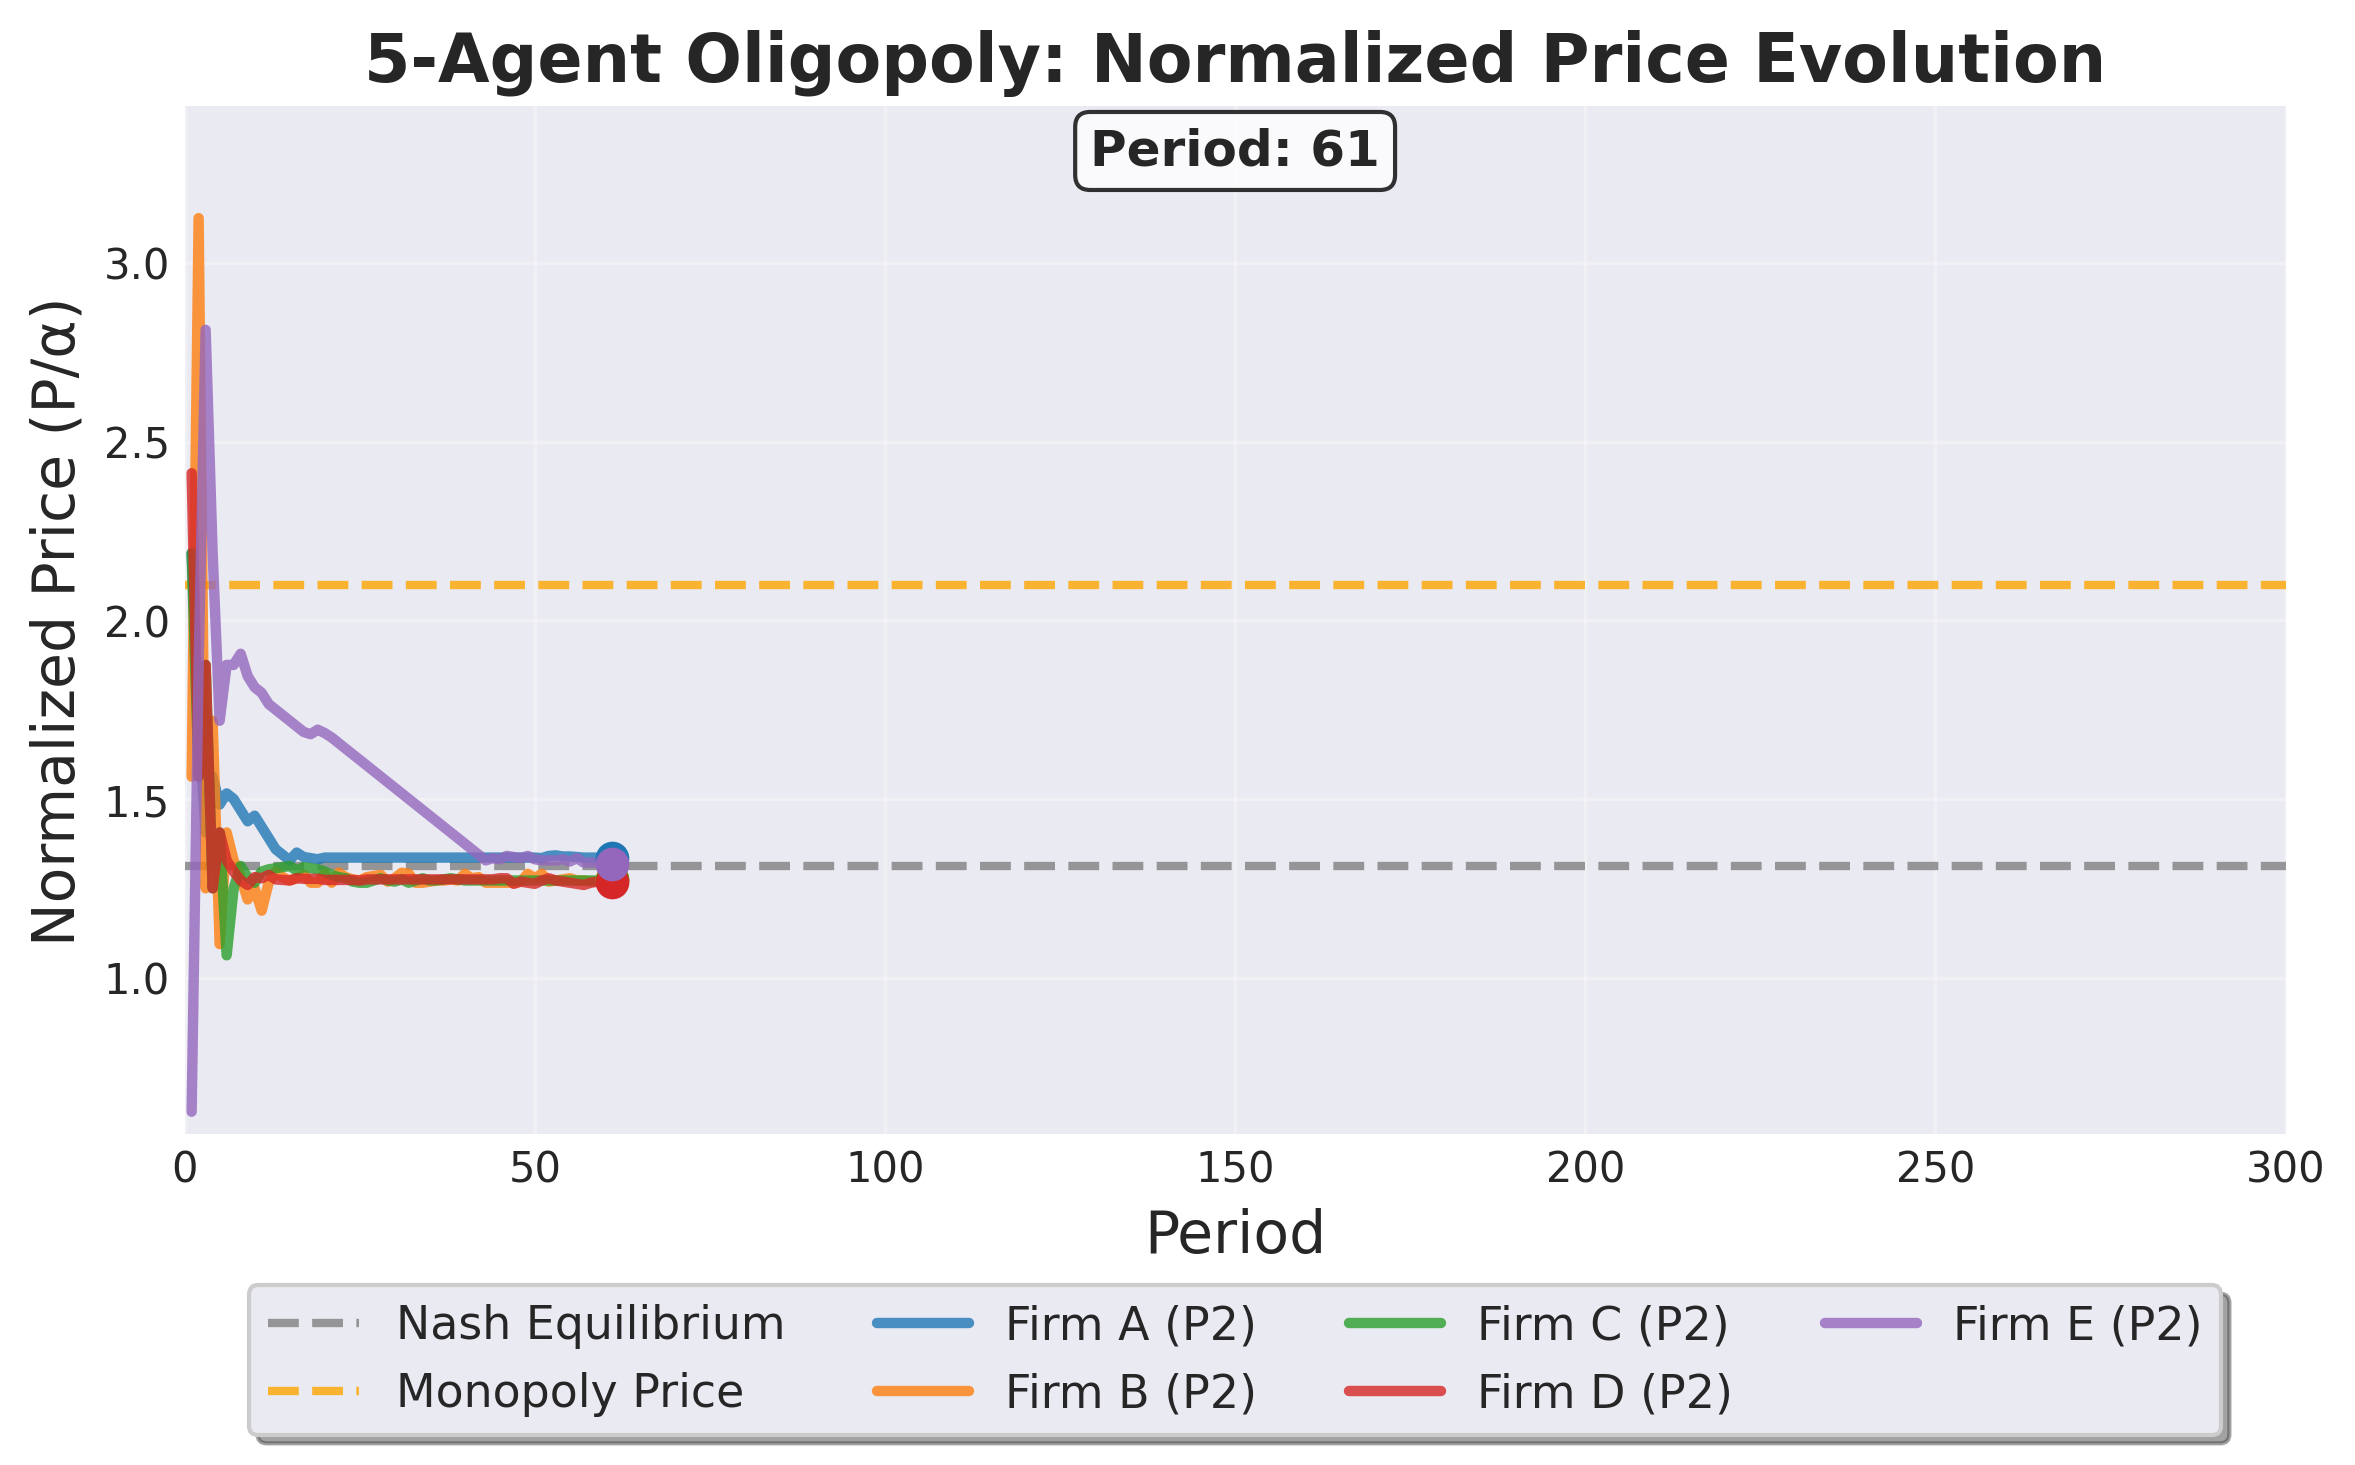 5-Agent Oligopoly: Normalized Price Evolution
Period: 61
Normalized Price (P/α)
3.0
2.5
2.0
1.5
1.0
0 50 100 150 200 250 300
Period
Nash Equilibrium Firm A (P2) Firm C (P2) Firm E (P2)
Monopoly Price Firm B (P2) Firm D (P2)